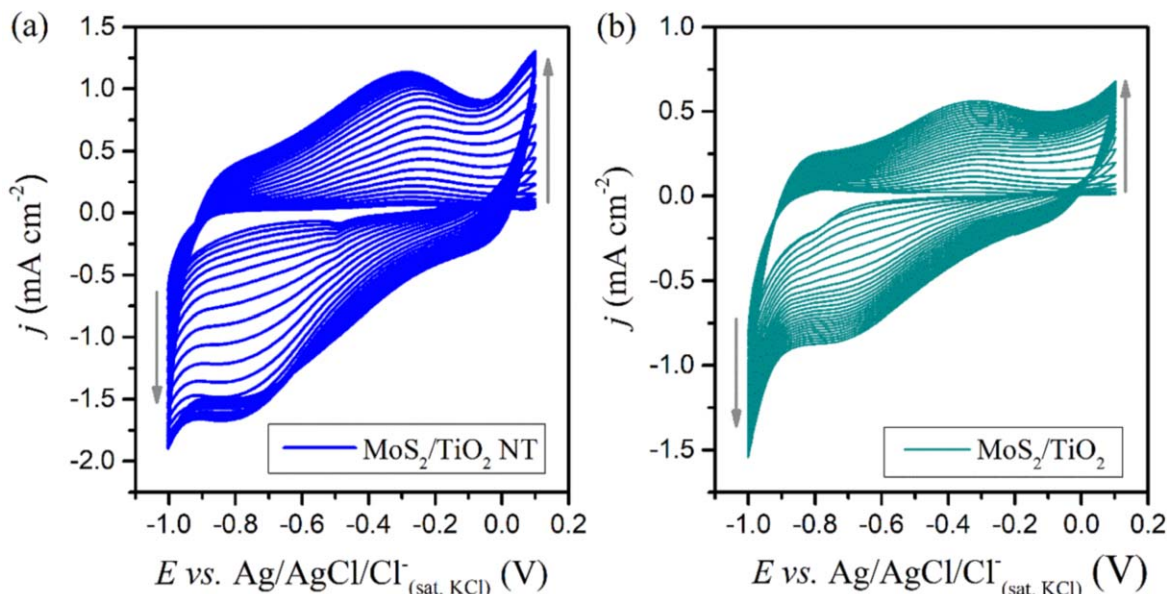 (a)
1.5
1.0
0.5
0.0
-0.5
-1.0
-1.5
-2.0
j (mA cm⁻²)
MoS₂/TiO₂ NT
-1.0 -0.8 -0.6 -0.4 -0.2 0.0 0.2
E vs. Ag/AgCl/Cl⁻(sat. KCl) (V)
(b)
1.0
0.5
0.0
-0.5
-1.0
-1.5
j (mA cm⁻²)
MoS₂/TiO₂
-1.0 -0.8 -0.6 -0.4 -0.2 0.0 0.2
E vs. Ag/AgCl/Cl⁻(sat. KCl) (V)